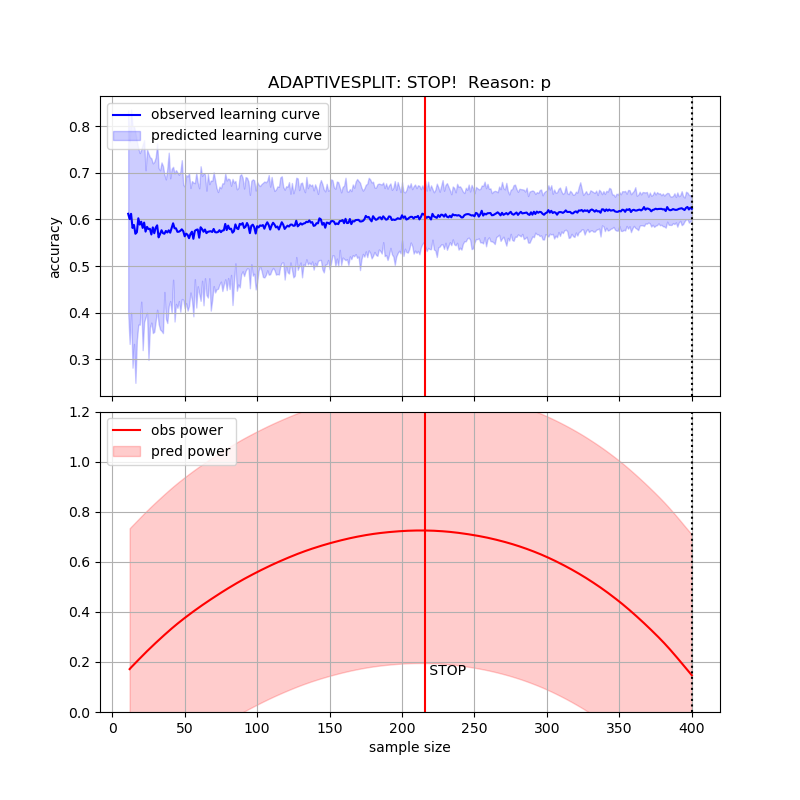 ADAPTIVESPLIT: STOP!  Reason: p
observed learning curve
predicted learning curve
0.8
0.7
0.6
0.5
0.4
0.3
accuracy
obs power
pred power
1.2
1.0
0.8
0.6
0.4
0.2
0.0
STOP
0 50 100 150 200 250 300 350 400
sample size